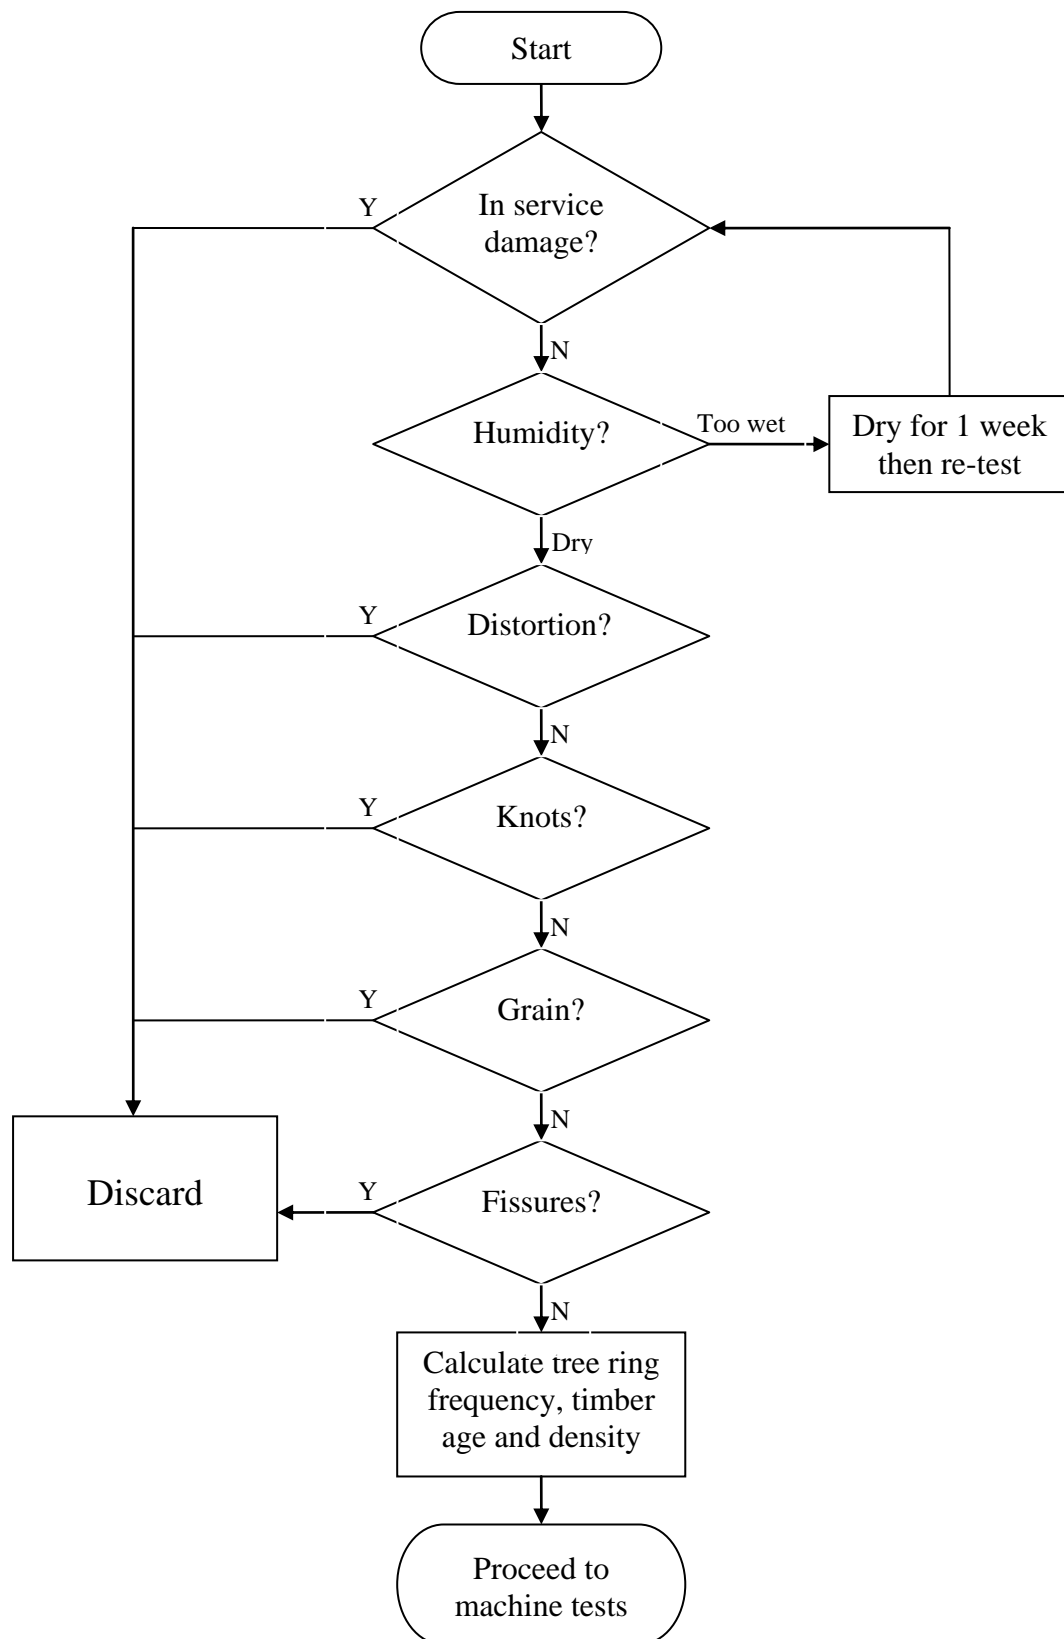 Start
Y
In service
damage?
N
Humidity?
Too wet
Dry for 1 week
then re-test
Dry
Y
Distortion?
N
Y
Knots?
N
Y
Grain?
N
Discard
Y
Fissures?
N
Calculate tree ring
frequency, timber
age and density
Proceed to
machine tests